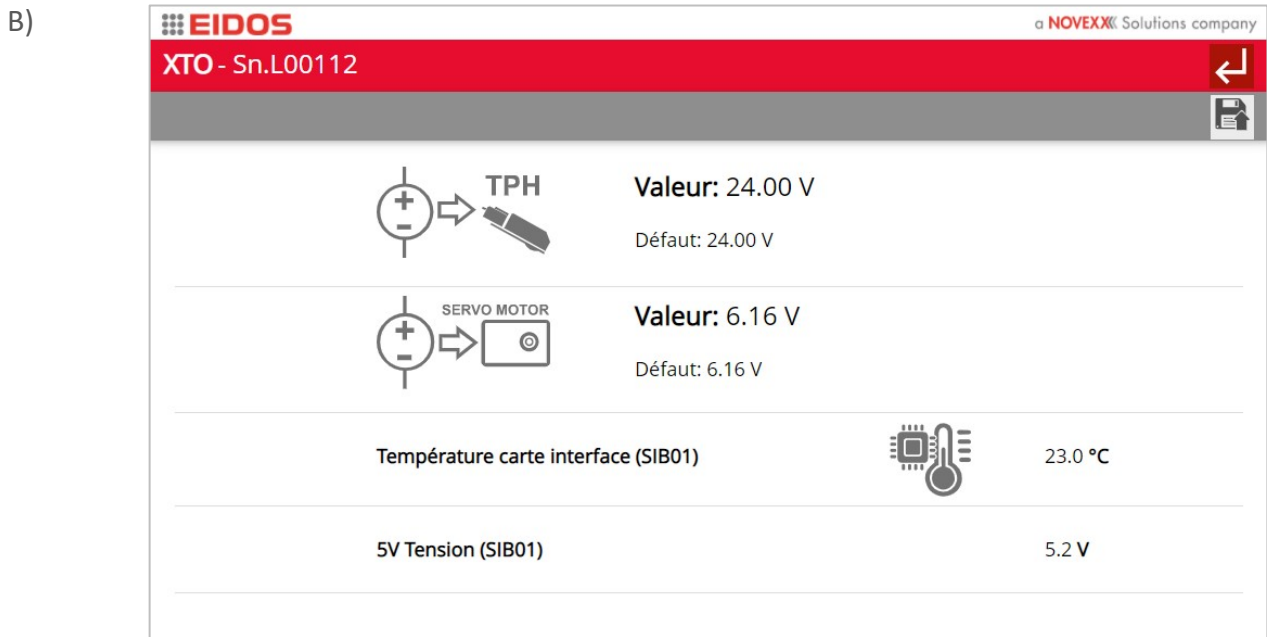 B)
EIDOS
a NOVEXX Solutions company
XTO - Sn.L00112
TPH
Valeur: 24.00 V
Défaut: 24.00 V
SERVO MOTOR
Valeur: 6.16 V
Défaut: 6.16 V
Température carte interface (SIB01) 23.0 °C
5V Tension (SIB01) 5.2 V